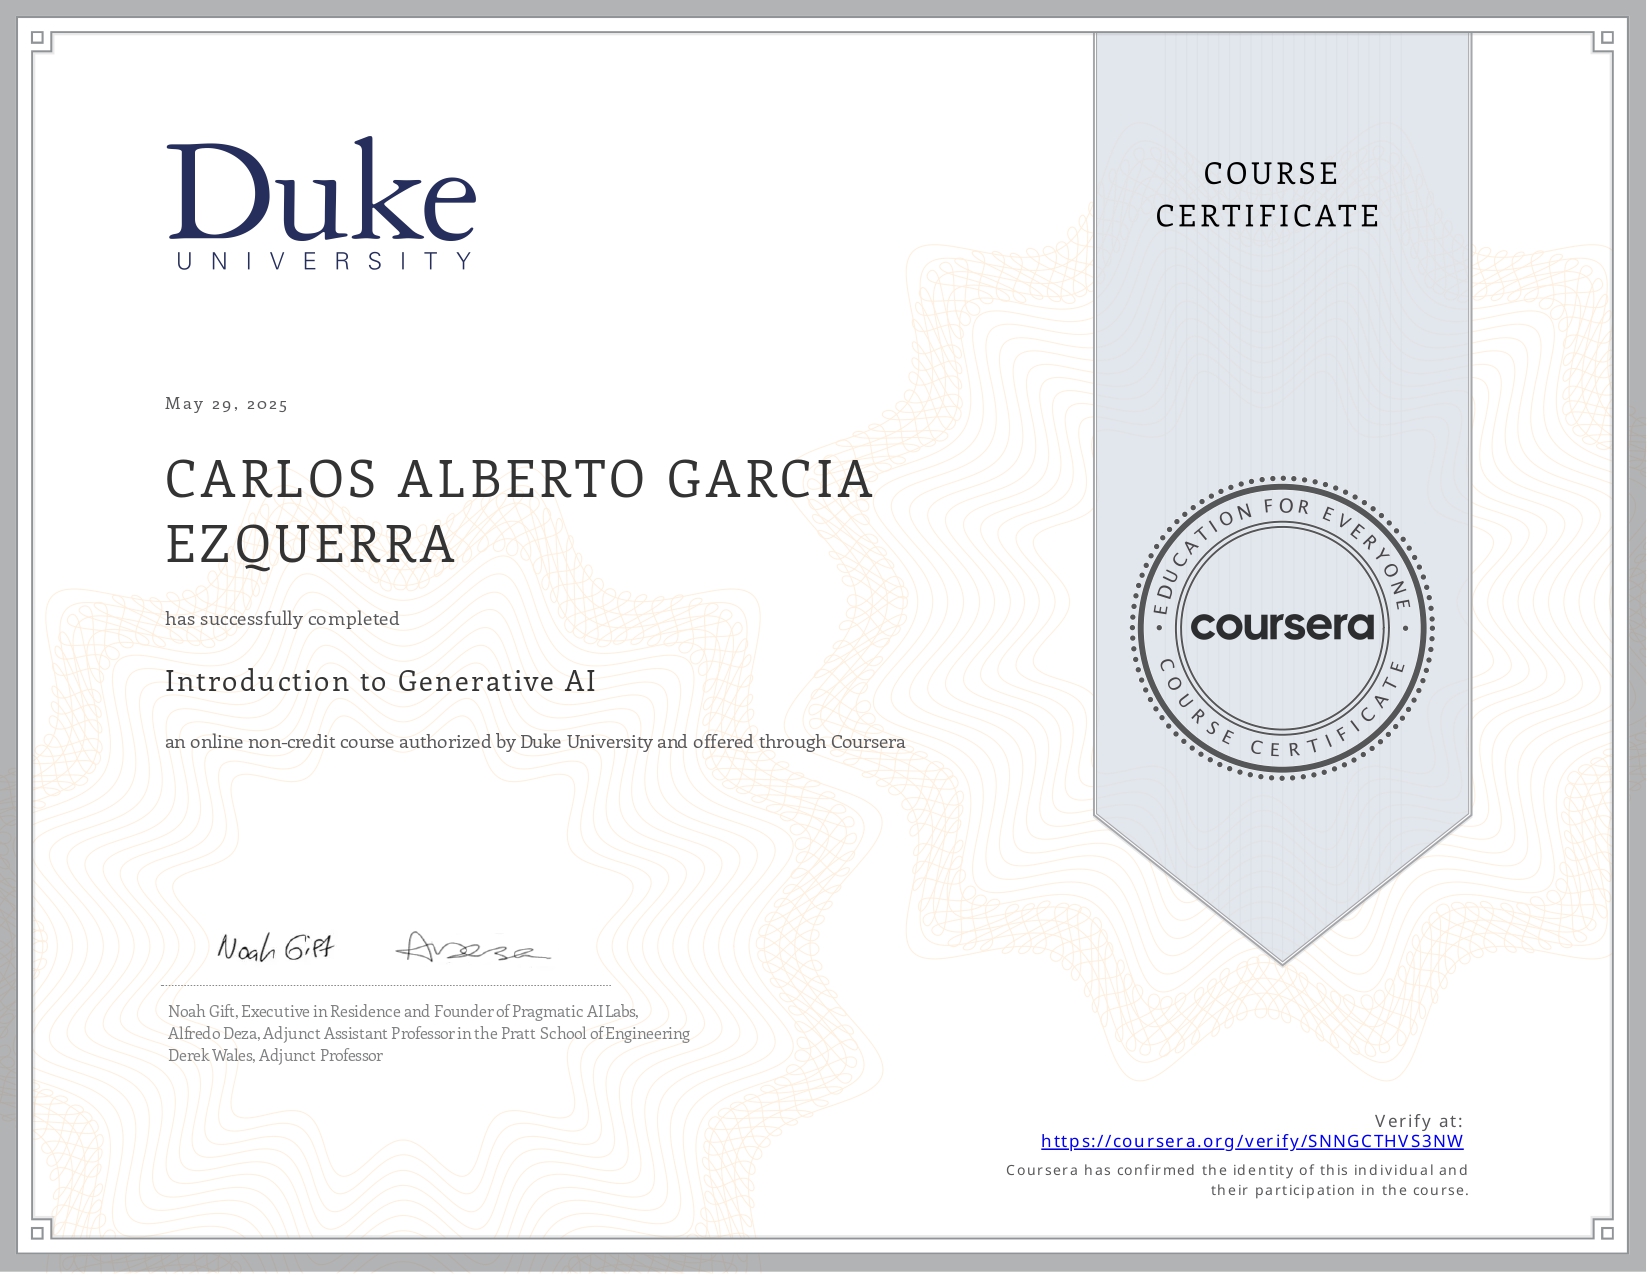 Duke
UNIVERSITY
COURSE
CERTIFICATE
May 29, 2025
CARLOS ALBERTO GARCIA
EZQUERRA
has successfully completed
Introduction to Generative AI
an online non-credit course authorized by Duke University and offered through Coursera
EDUCATION FOR EVERYONE
coursera
COURSE CERTIFICATE
Noah Gift
Noah Gift, Executive in Residence and Founder of Pragmatic AI Labs,
Alfredo Deza, Adjunct Assistant Professor in the Pratt School of Engineering
Derek Wales, Adjunct Professor
Verify at:
https://coursera.org/verify/SNNGCTHVS3NW
Coursera has confirmed the identity of this individual and
their participation in the course.